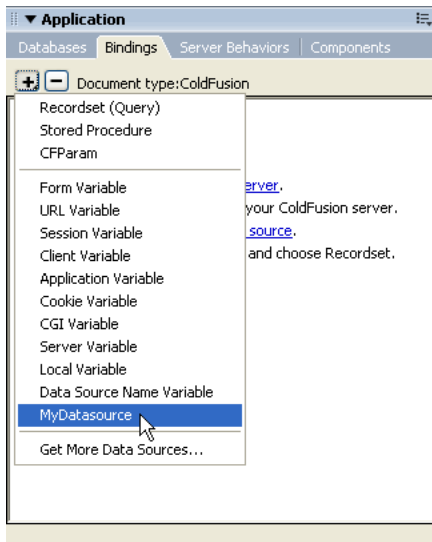 ▼ Application
Databases Bindings Server Behaviors Components
+ - Document type:ColdFusion
Recordset (Query)
Stored Procedure
CFParam
Form Variable
URL Variable your ColdFusion server.
Session Variable source.
Client Variable and choose Recordset.
Application Variable
Cookie Variable
CGI Variable
Server Variable
Local Variable
Data Source Name Variable
MyDatasource
Get More Data Sources...